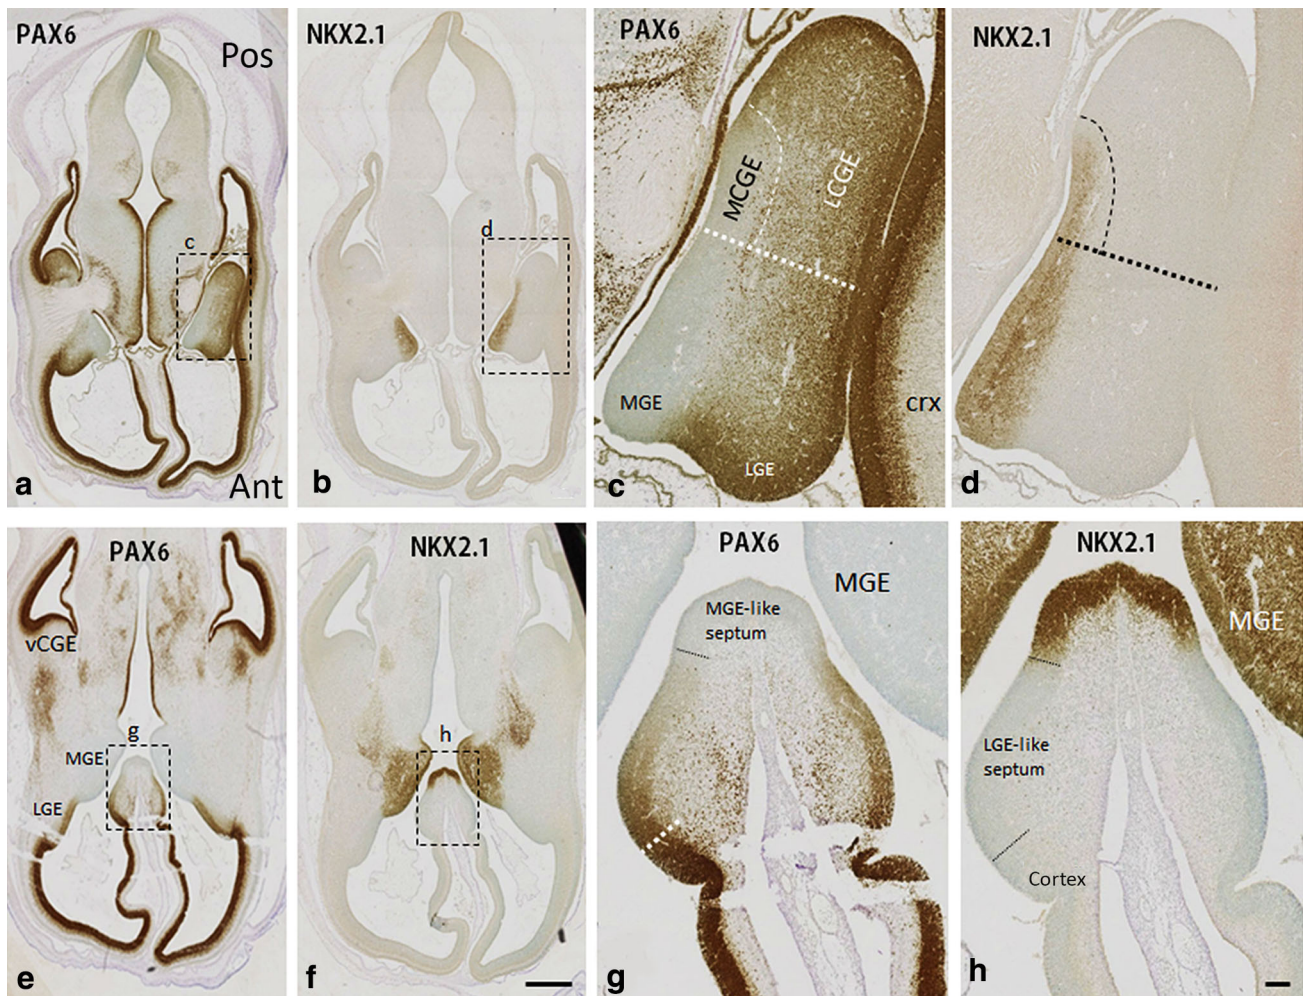 PAX6
Pos
c
Ant
a
NKX2.1
d
b
PAX6
MCGE
LCGE
MGE
LGE
crx
c
NKX2.1
d
PAX6
vCGE
g
MGE
LGE
e
NKX2.1
h
f
PAX6
MGE
MGE-like
septum
g
NKX2.1
MGE
LGE-like
septum
Cortex
h